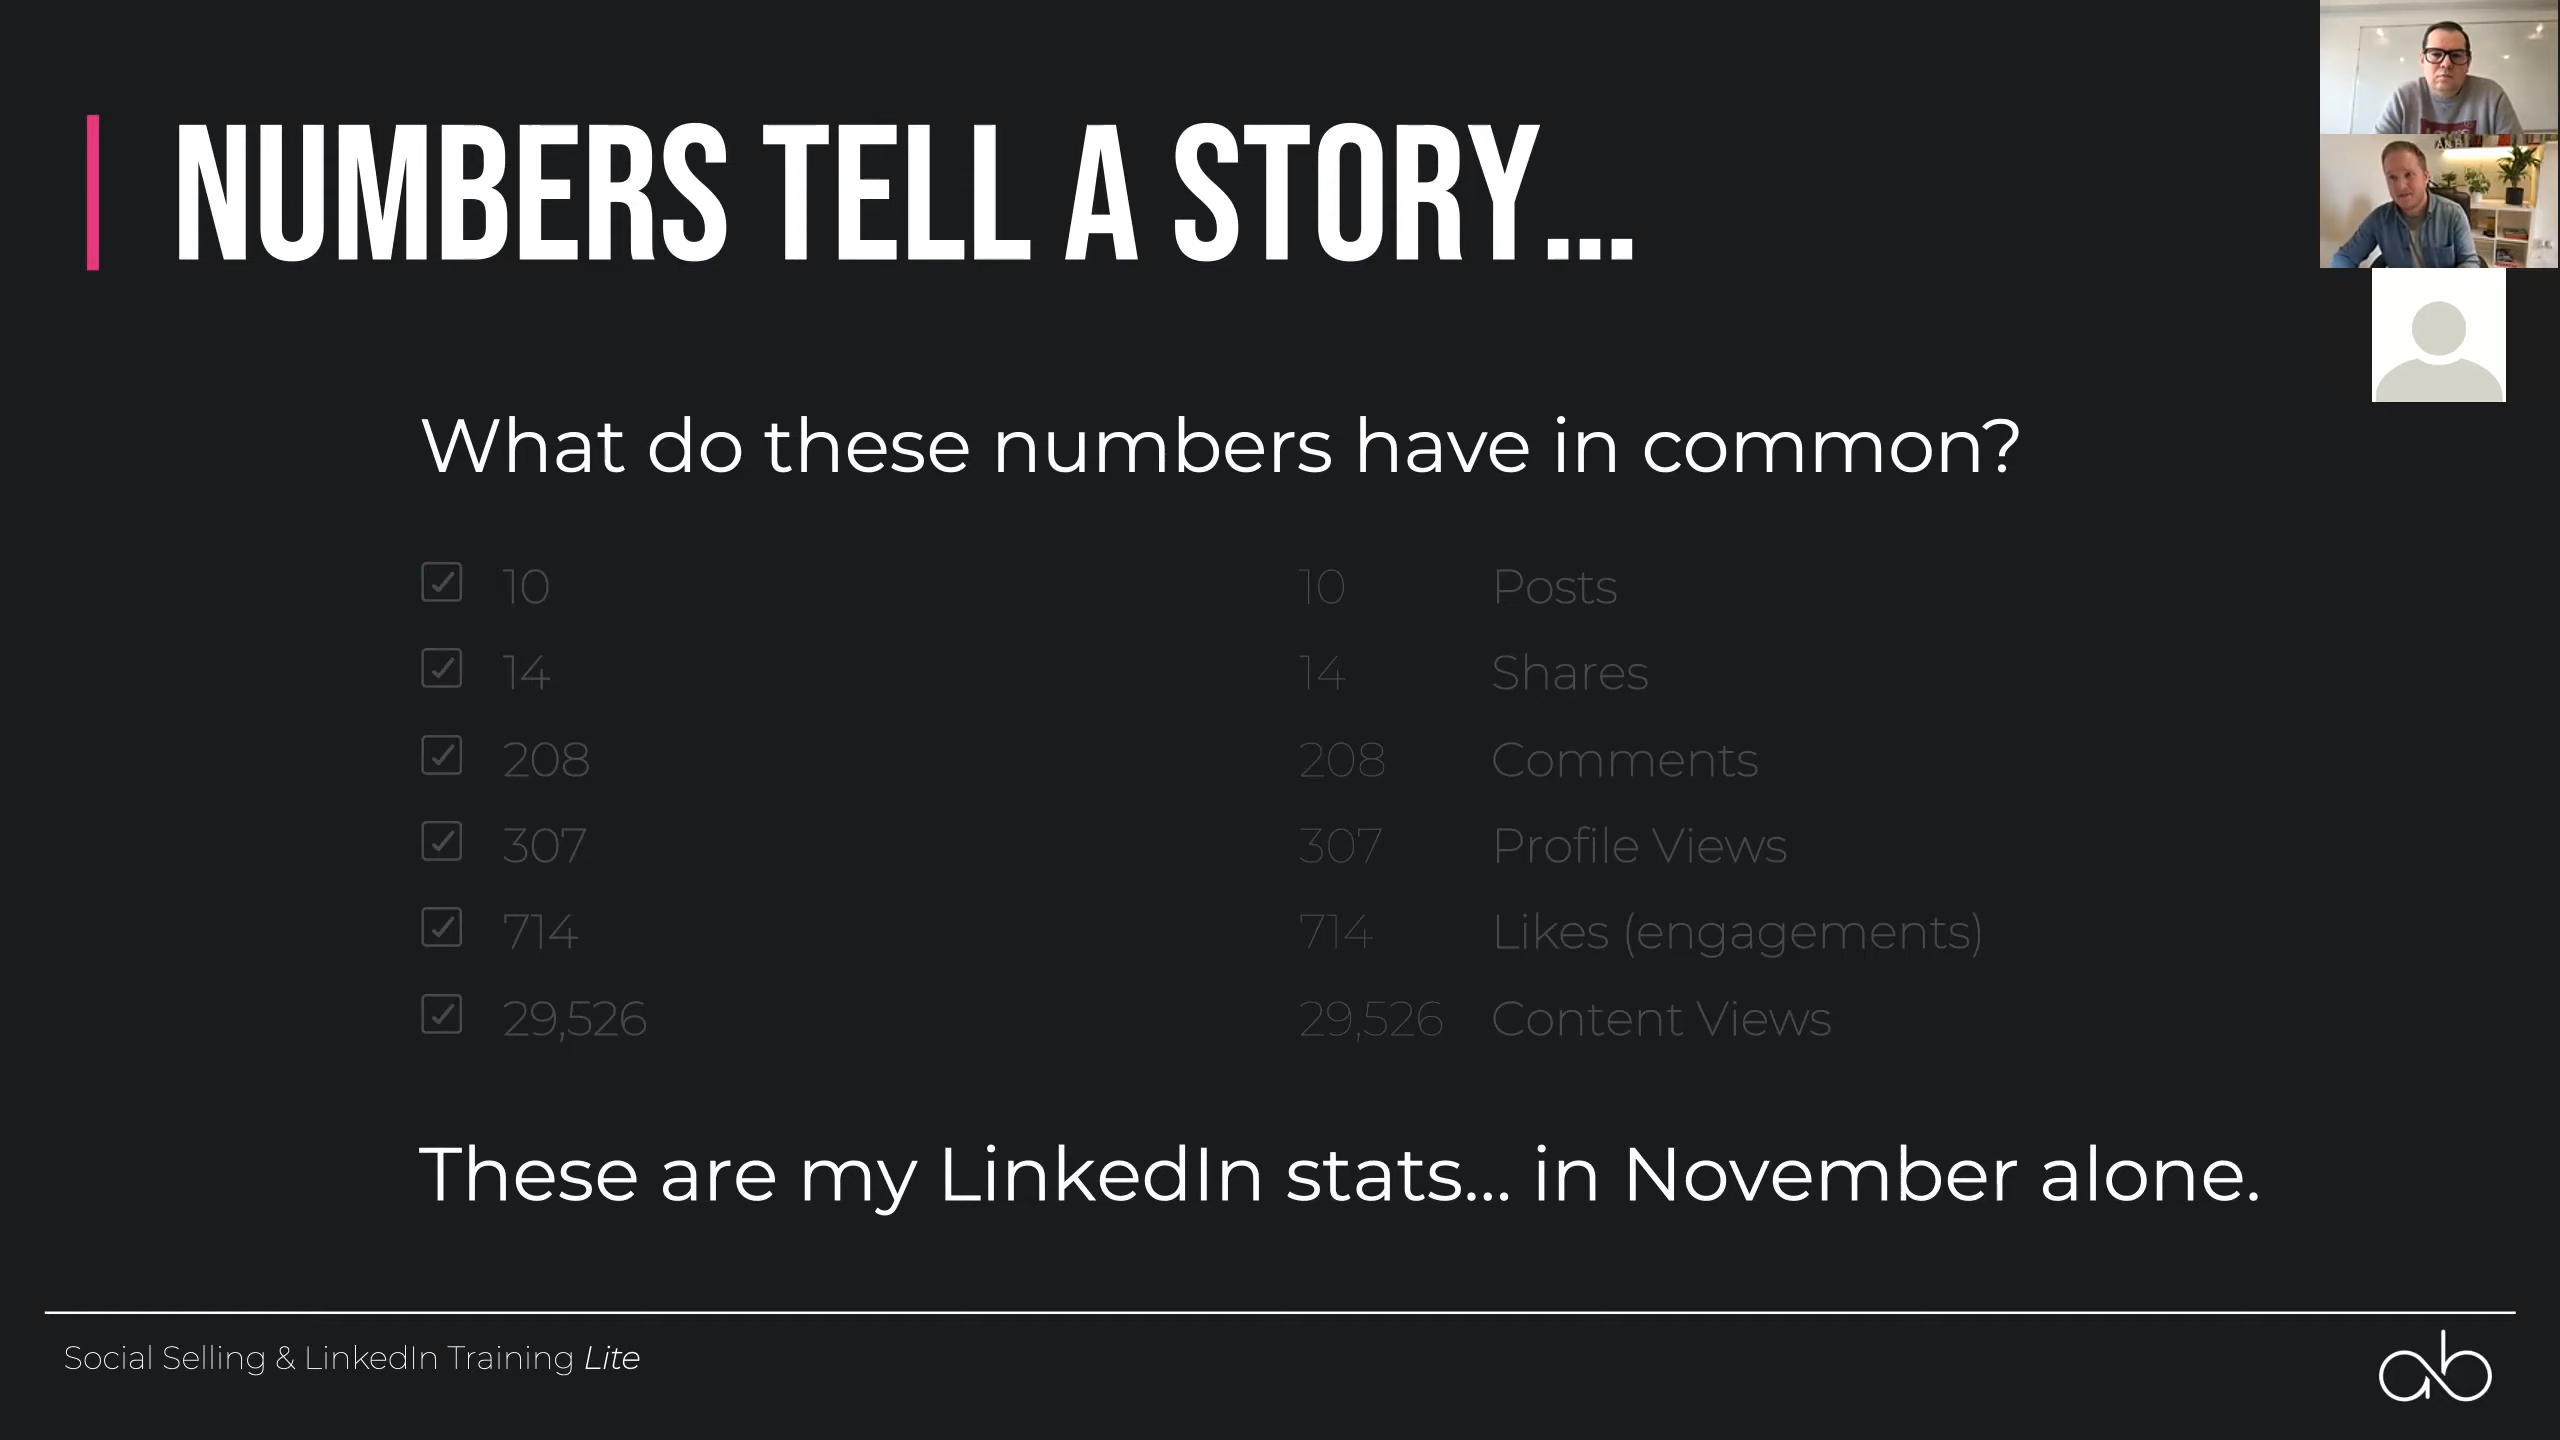 NUMBERS TELL A STORY...
What do these numbers have in common?
10
10 Posts
14
14 Shares
208
208 Comments
307
307 Profile Views
714
714 Likes (engagements)
29,526
29,526 Content Views
These are my LinkedIn stats... in November alone.
Social Selling & LinkedIn Training Lite
ab